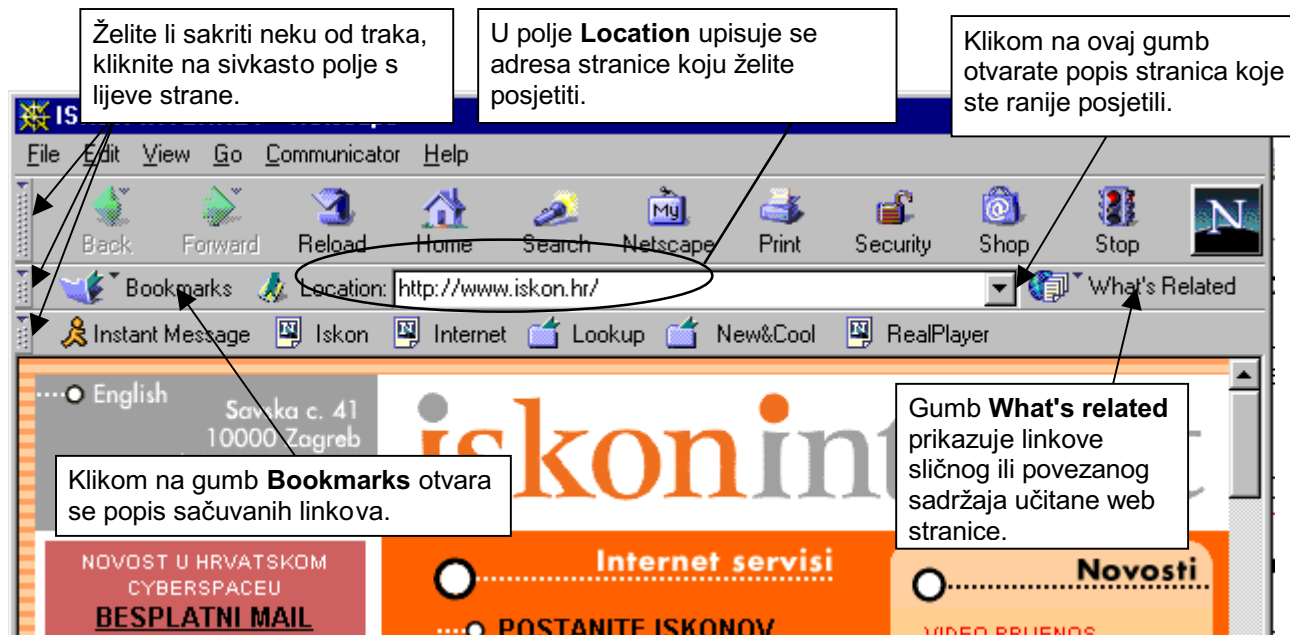 Želite li sakriti neku od traka,
kliknite na sivkasto polje s
lijeve strane.
U polje Location upisuje se
adresa stranice koju želite
posjetiti.
Klikom na ovaj gumb
otvarate popis stranica koje
ste ranije posjetili.
File Edit View Go Communicator Help
Back Forward Reload Home Search Netscape Print Security Shop Stop
My
N
Bookmarks Location: http://www.iskon.hr/ What's Related
Instant Message Iskon Internet Lookup New&Cool RealPlayer
English
Savska c. 41
10000 Zagreb
Klikom na gumb Bookmarks otvara
se popis sačuvanih linkova.
Gumb What's related
prikazuje linkove
sličnog ili povezanog
sadržaja učitane web
stranice.
NOVOST U HRVATSKOM
CYBERSPACEU
BESPLATNI MAIL
Internet servisi
POSTANITE ISKONOV
Novosti
VIDEO PRIJENOS